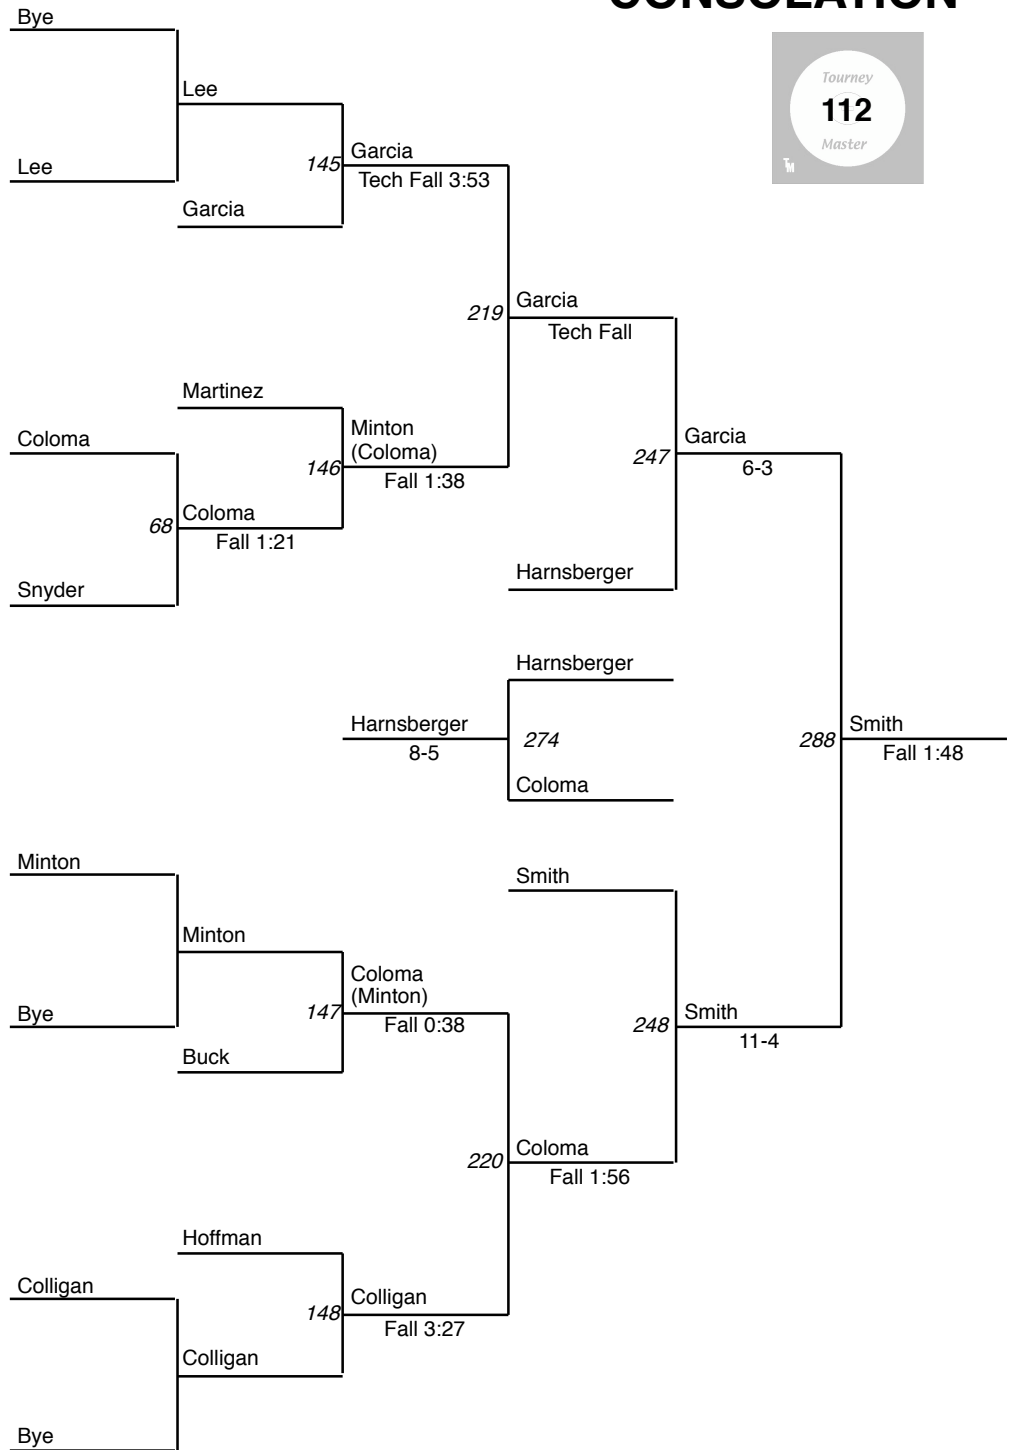 CONSOLATION
Bye
Tourney
112
Master
TM
Lee
Garcia
145
Tech Fall 3:53
Lee
Garcia
Garcia
219
Tech Fall
Martinez
Minton
(Coloma)
Coloma
Garcia
247
6-3
146
Fall 1:38
Coloma
68
Fall 1:21
Harnsberger
Snyder
Harnsberger
Harnsberger
274
8-5
288
Smith
Fall 1:48
Coloma
Minton
Smith
Minton
Coloma
(Minton)
147
Fall 0:38
Bye
248
Smith
11-4
Buck
Coloma
220
Fall 1:56
Hoffman
Colligan
Colligan
148
Fall 3:27
Colligan
Bye